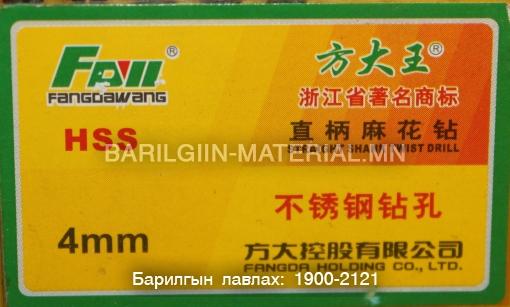 FDW® 方大王®
FANGDAWANG 浙江省著名商标
HSS 直柄麻花钻
STRAIGHT SHANK TWIST DRILL
BARILGIIN-MATERIAL.MN
不锈钢钻孔
4mm 方大控股有限公司
FANGDA HOLDING CO., LTD.
Барилгын лавлах: 1900-2121